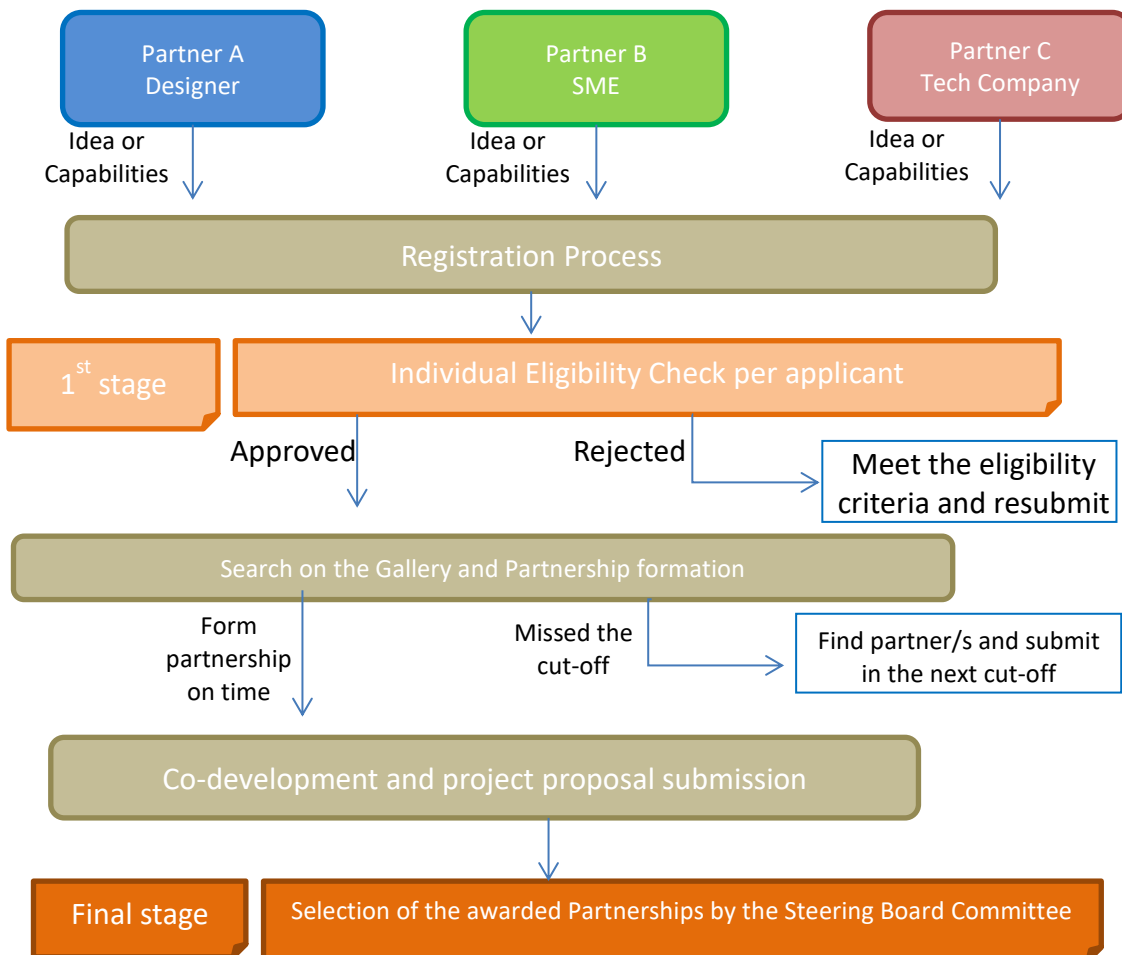 Partner A
Designer
Partner B
SME
Partner C
Tech Company
Idea or
Capabilities
Idea or
Capabilities
Idea or
Capabilities
Registration Process
1st stage
Individual Eligibility Check per applicant
Approved
Rejected
Meet the eligibility
criteria and resubmit
Search on the Gallery and Partnership formation
Form
partnership
on time
Missed the
cut-off
Find partner/s and submit
in the next cut-off
Co-development and project proposal submission
Final stage
Selection of the awarded Partnerships by the Steering Board Committee